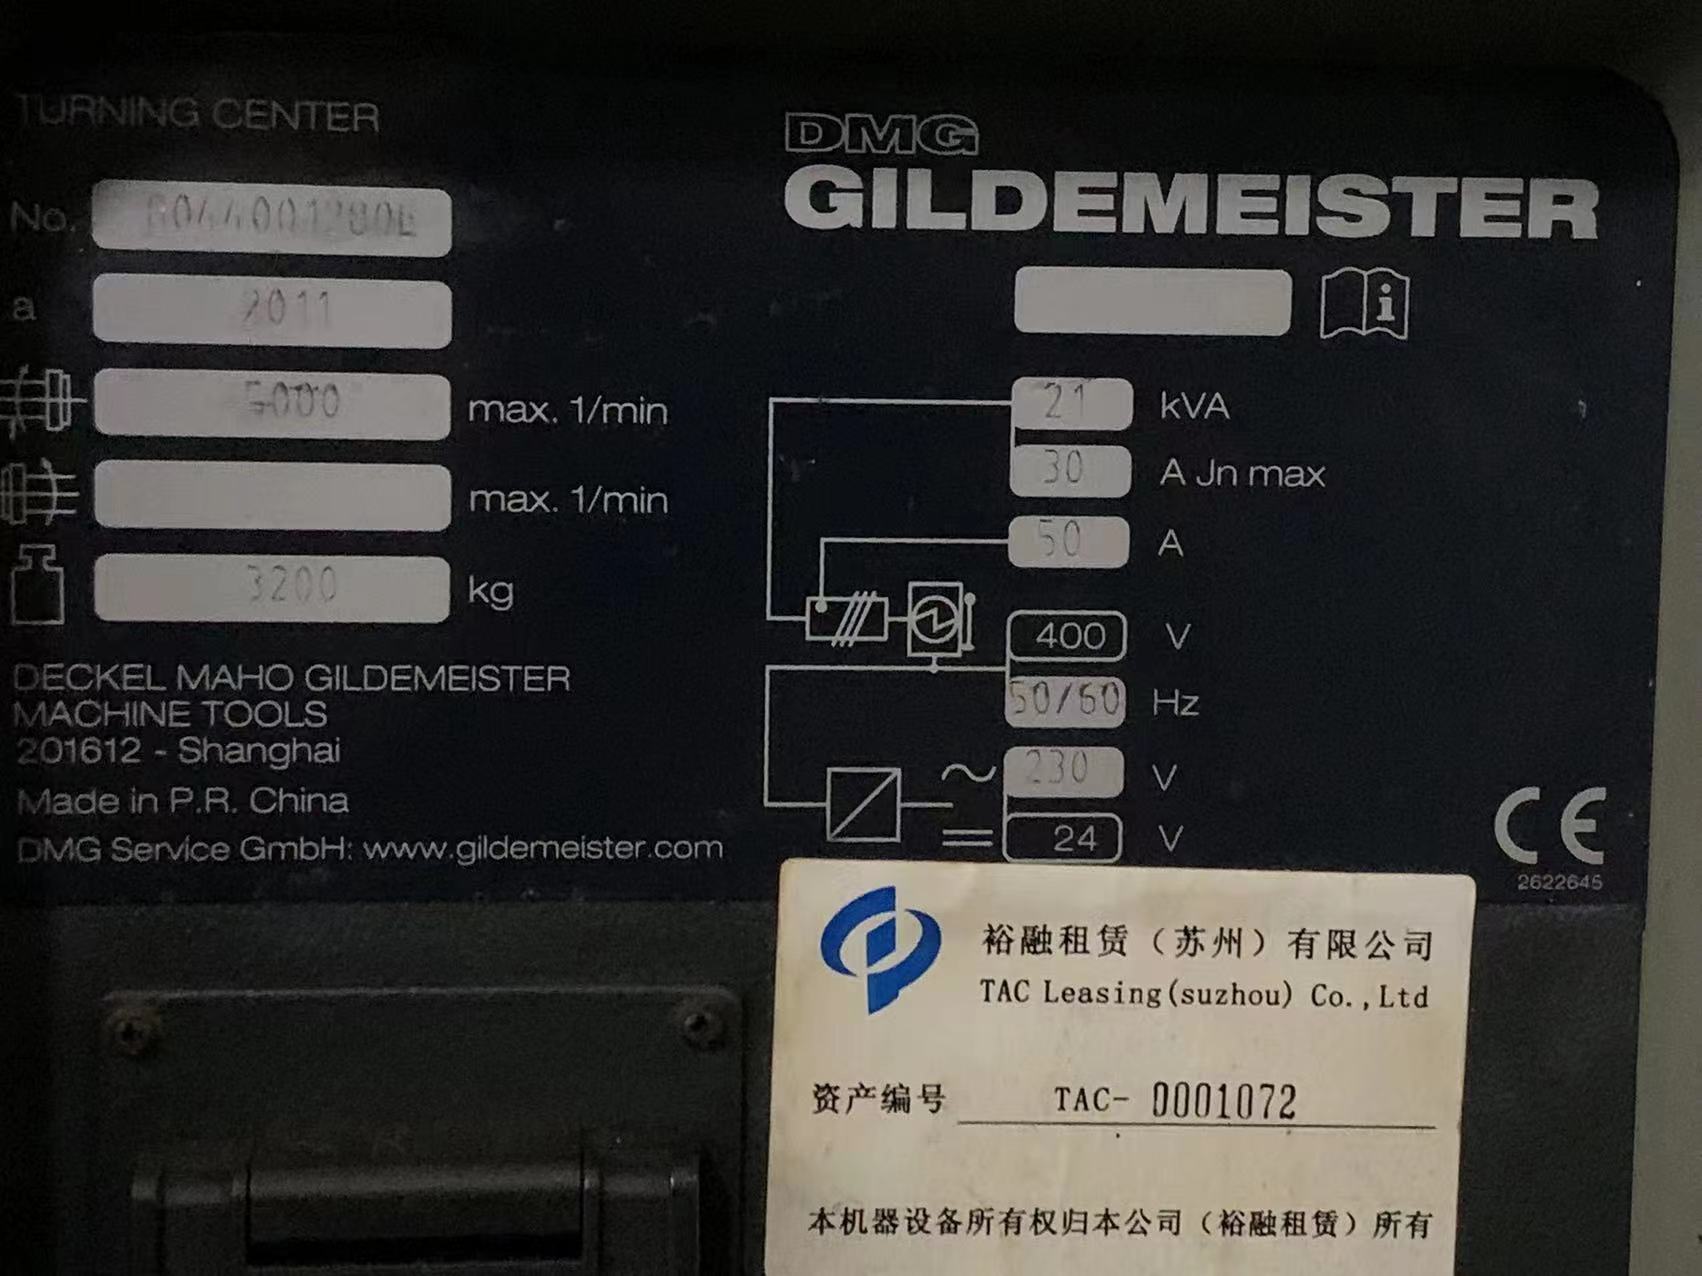 TURNING CENTER
DMG
GILDEMEISTER
No.
a 2011
5000 max. 1/min
max. 1/min
3200 kg
i
21 kVA
30 A Jn max
50 A
400 V
50/60 Hz
230 V
24 V
DECKEL MAHO GILDEMEISTER
MACHINE TOOLS
201612 - Shanghai
Made in P.R. China
DMG Service GmbH: www.gildemeister.com
CE
2622645
裕融租赁（苏州）有限公司
TAC Leasing(suzhou) Co.,Ltd
资产编号 TAC- 0001072
本机器设备所有权归本公司（裕融租赁）所有